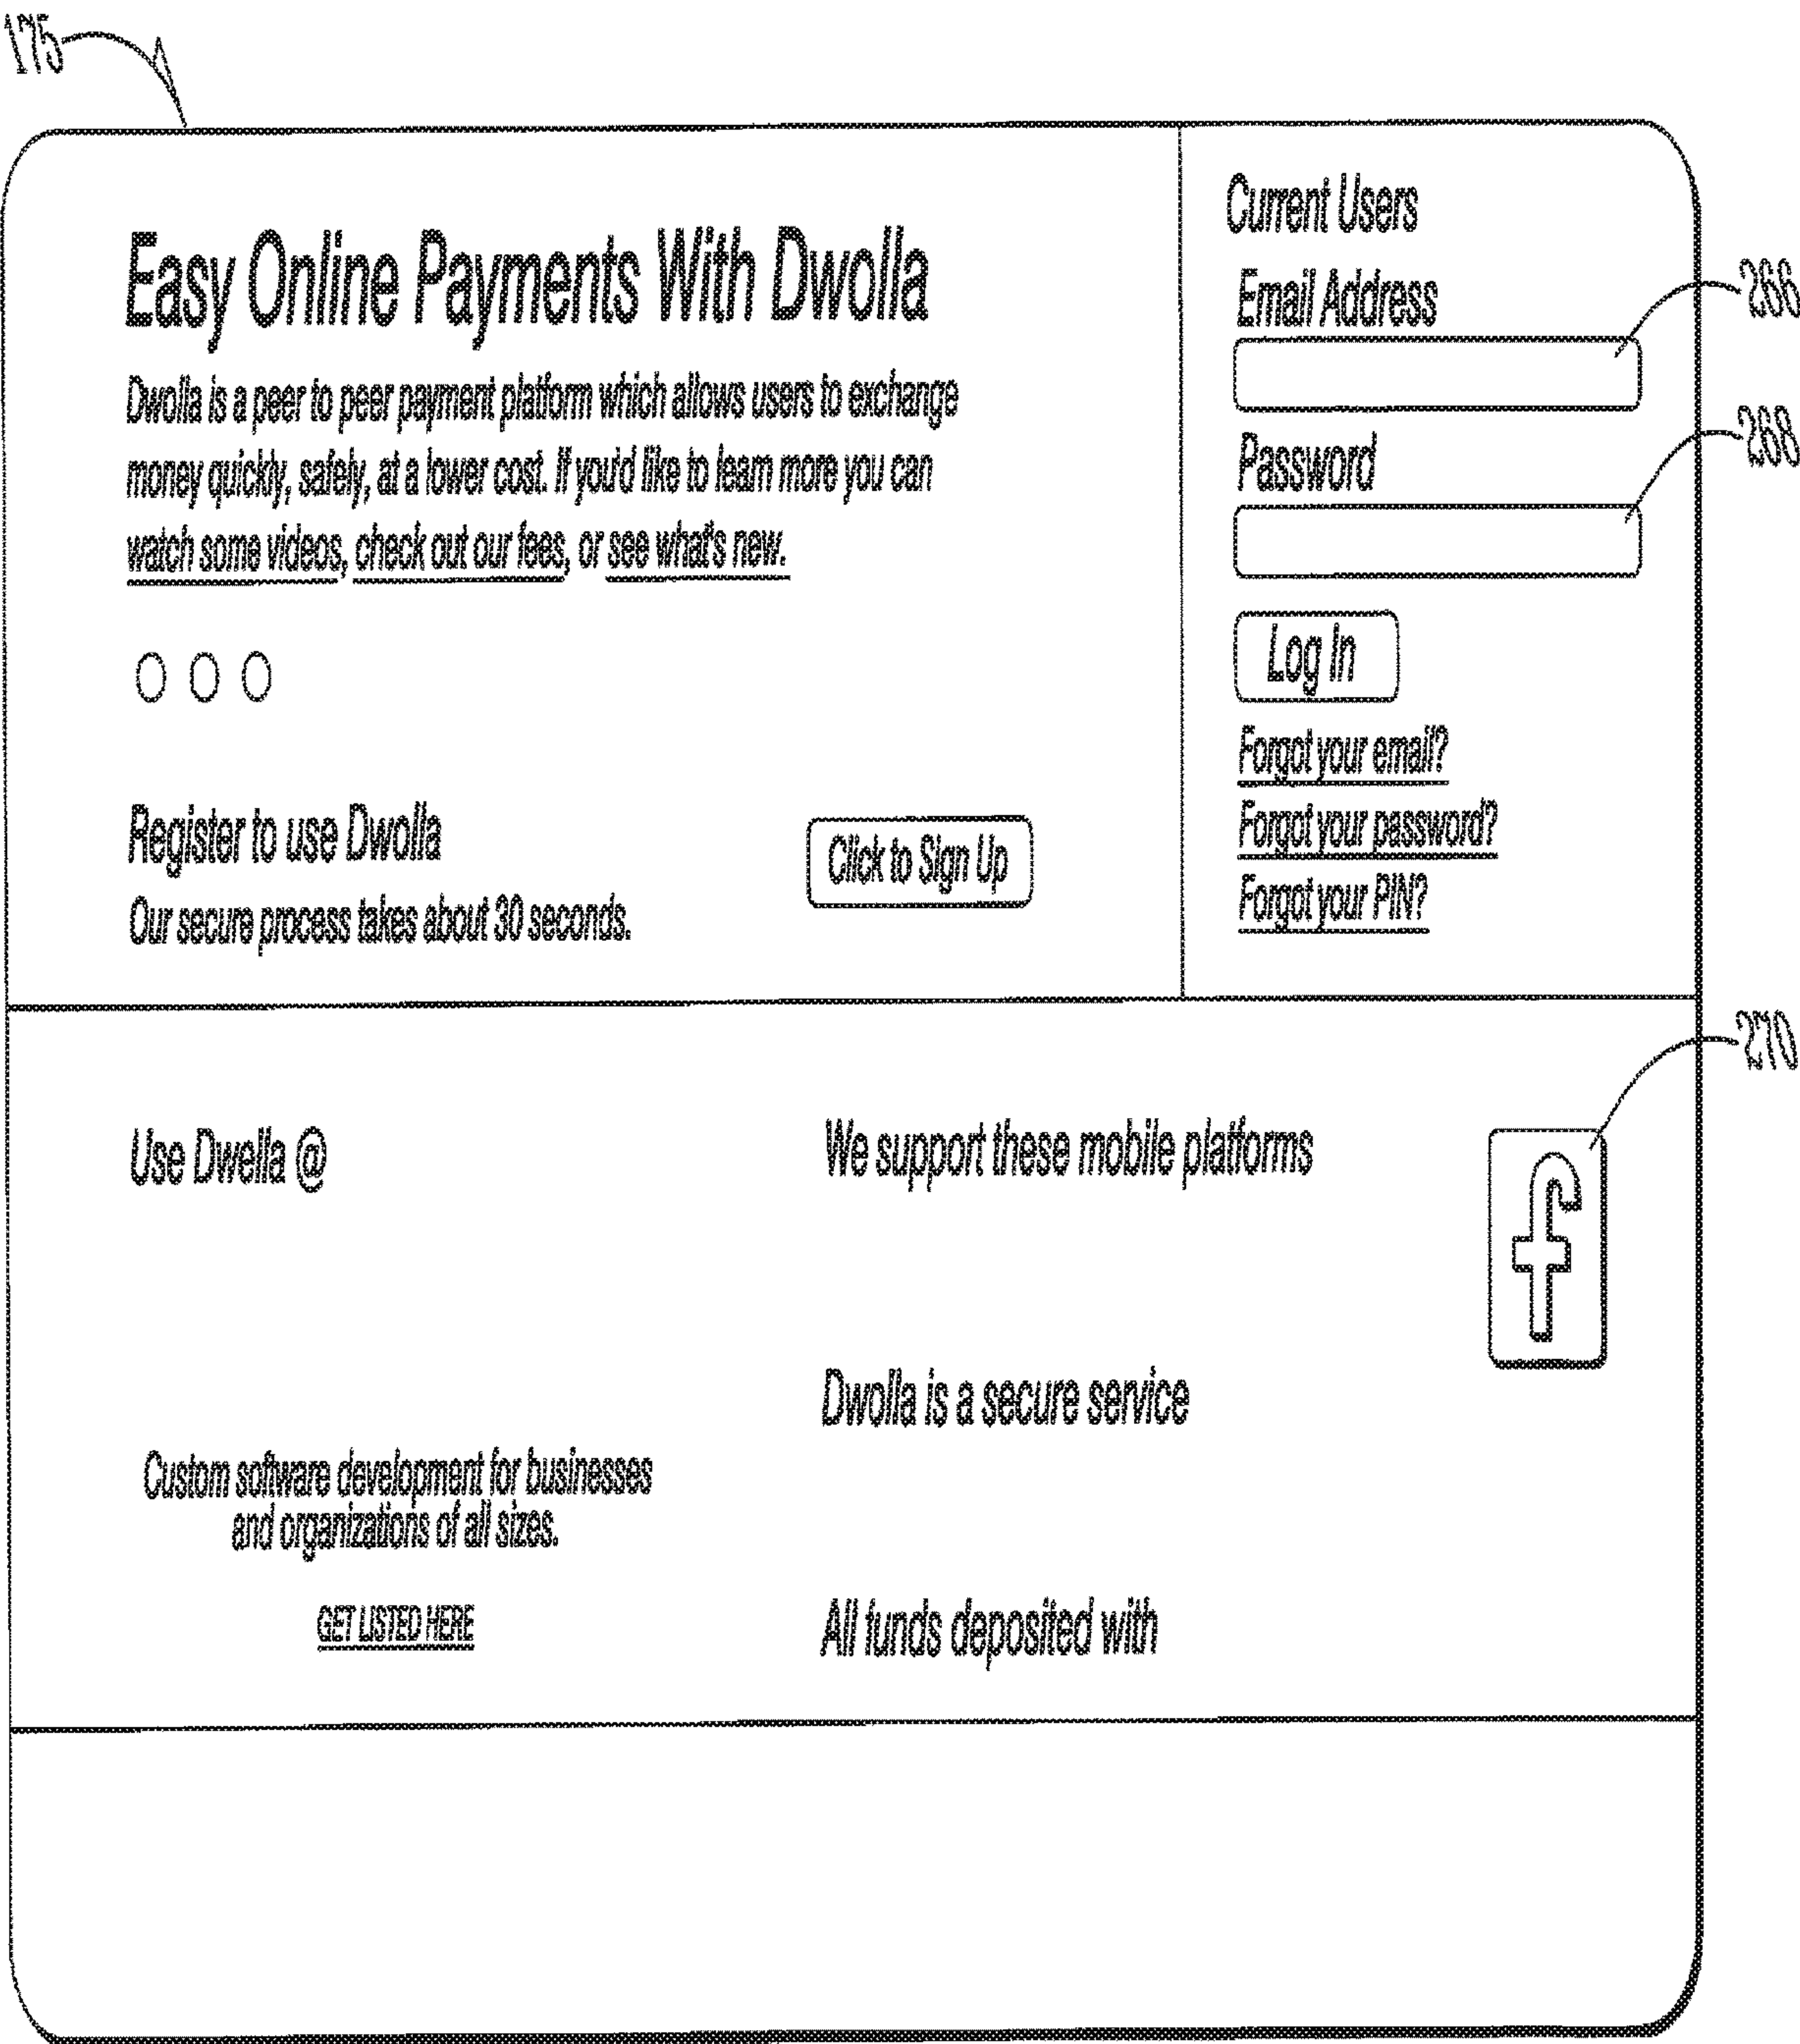 175
Easy Online Payments With Dwolla
Dwolla is a peer to peer payment platform which allows users to exchange
money quickly, safely, at a lower cost. If you'd like to learn more you can
watch some videos, check out our fees, or see what's new.
Register to use Dwolla
Our secure process takes about 30 seconds.
Click to Sign Up
Current Users
Email Address
266
Password
268
Log In
Forgot your email?
Forgot your password?
Forgot your PIN?
270
Use Dwella @
We support these mobile platforms
f
Dwolla is a secure service
Custom software development for businesses
and organizations of all sizes.
GET LISTED HERE
All funds deposited with